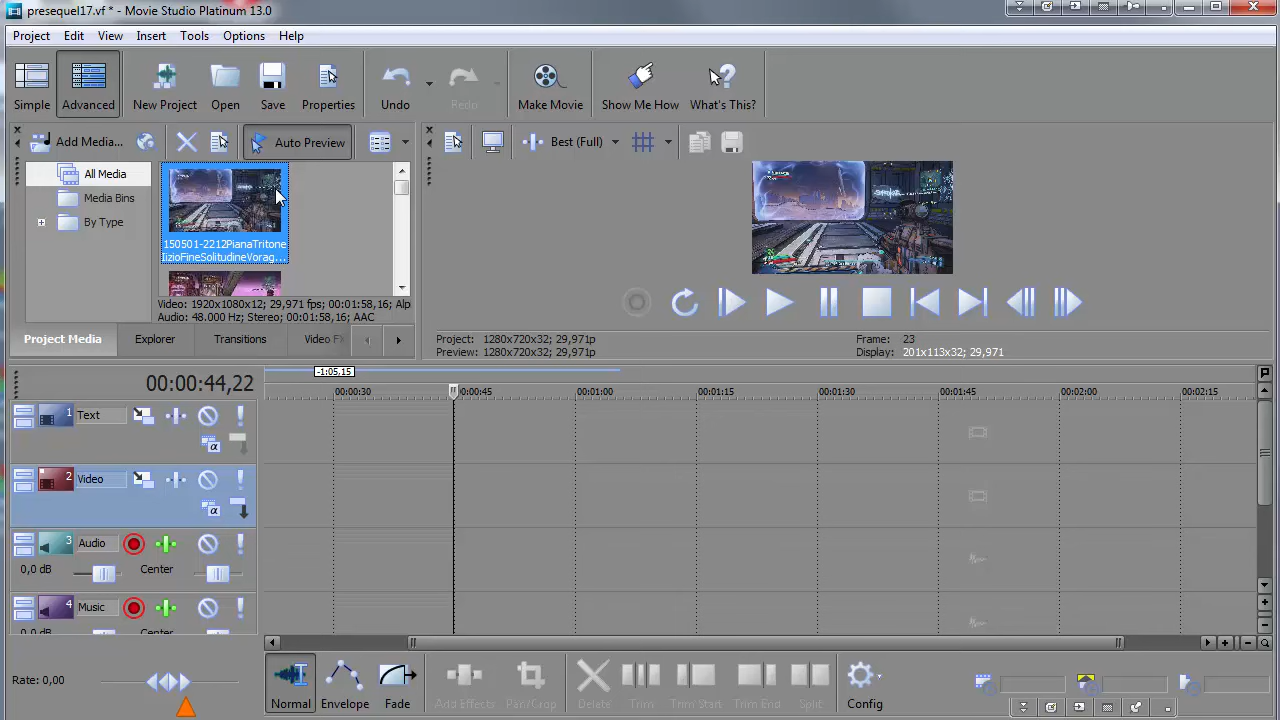 presequel17.vf * - Movie Studio Platinum 13.0
Project Edit View Insert Tools Options Help
Simple Advanced New Project Open Save Properties Undo Redo Make Movie Show Me How What's This?
Add Media... Auto Preview Best (Full)
All Media
Media Bins
By Type
150501-2212PianaTritone
IizioFineSolitudineVorag...
Video: 1920x1080x12; 29,971 fps; 00:01:58,16; Alp
Audio: 48.000 Hz; Stereo; 00:01:58,16; AAC
Project Media Explorer Transitions Video FX
Project: 1280x720x32; 29,971p
Preview: 1280x720x32; 29,971p
Frame: 23
Display: 201x113x32; 29,971
-1:05,15
00:00:44,22
00:00:30 00:00:45 00:01:00 00:01:15 00:01:30 00:01:45 00:02:00 00:02:15
1 Text
2 Video
3 Audio
0,0 dB Center
4 Music
0,0 dB Center
Rate: 0,00
Normal Envelope Fade Add Effects Pan/Crop Delete Trim Trim Start Trim End Split Config